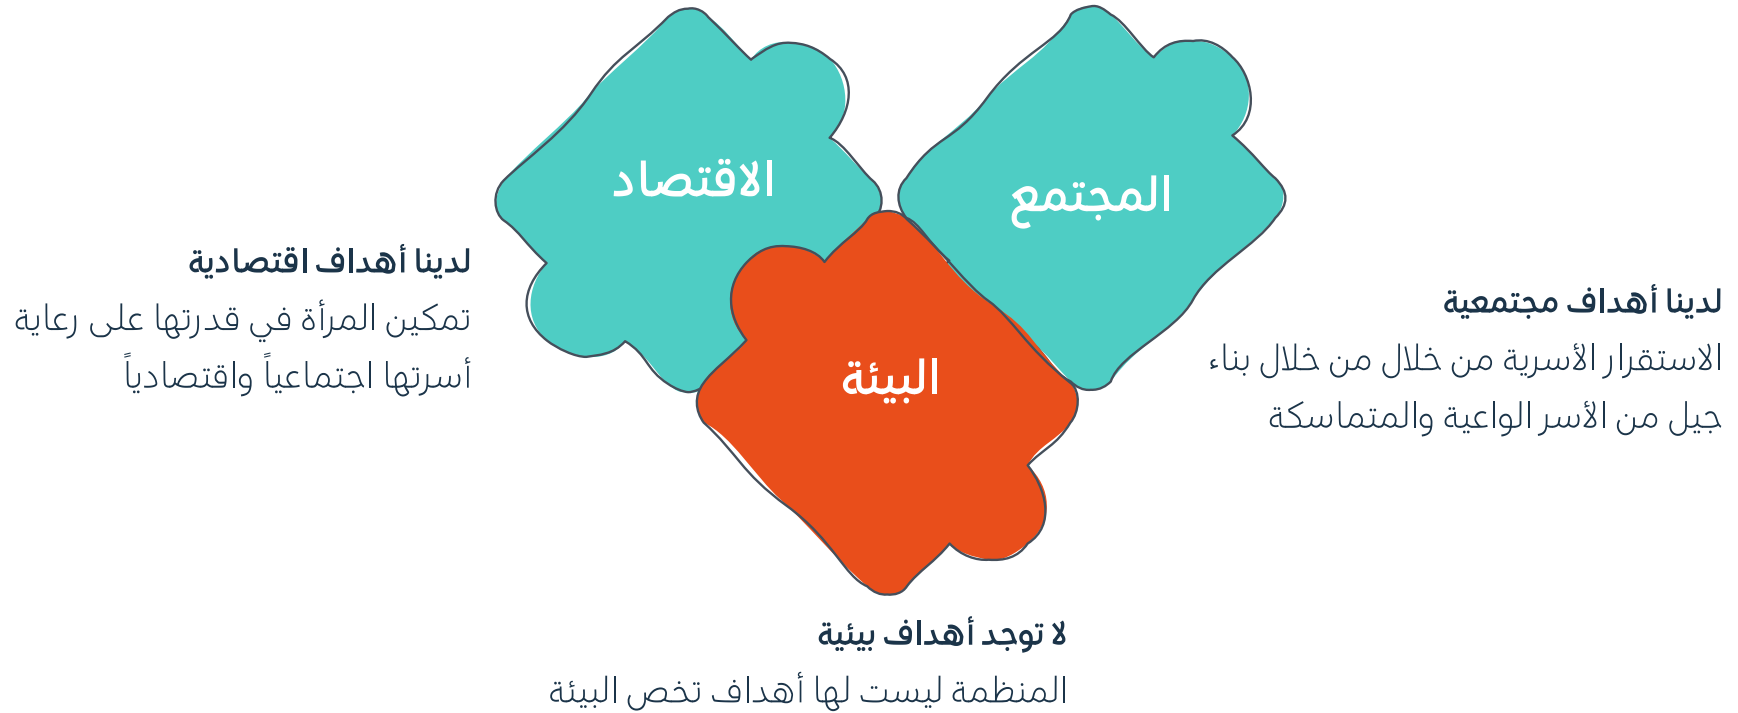 المجتمع
الاقتصاد
البيئة
لدينا أهداف مجتمعية
الاستقرار الأسرية من خلال من خلال بناء
جيل من الأسر الواعية والمتماسكة
لدينا أهداف اقتصادية
تمكين المرأة في قدرتها على رعاية
أسرتها اجتماعياً واقتصادياً
لا توجد أهداف بيئية
المنظمة ليست لها أهداف تخص البيئة